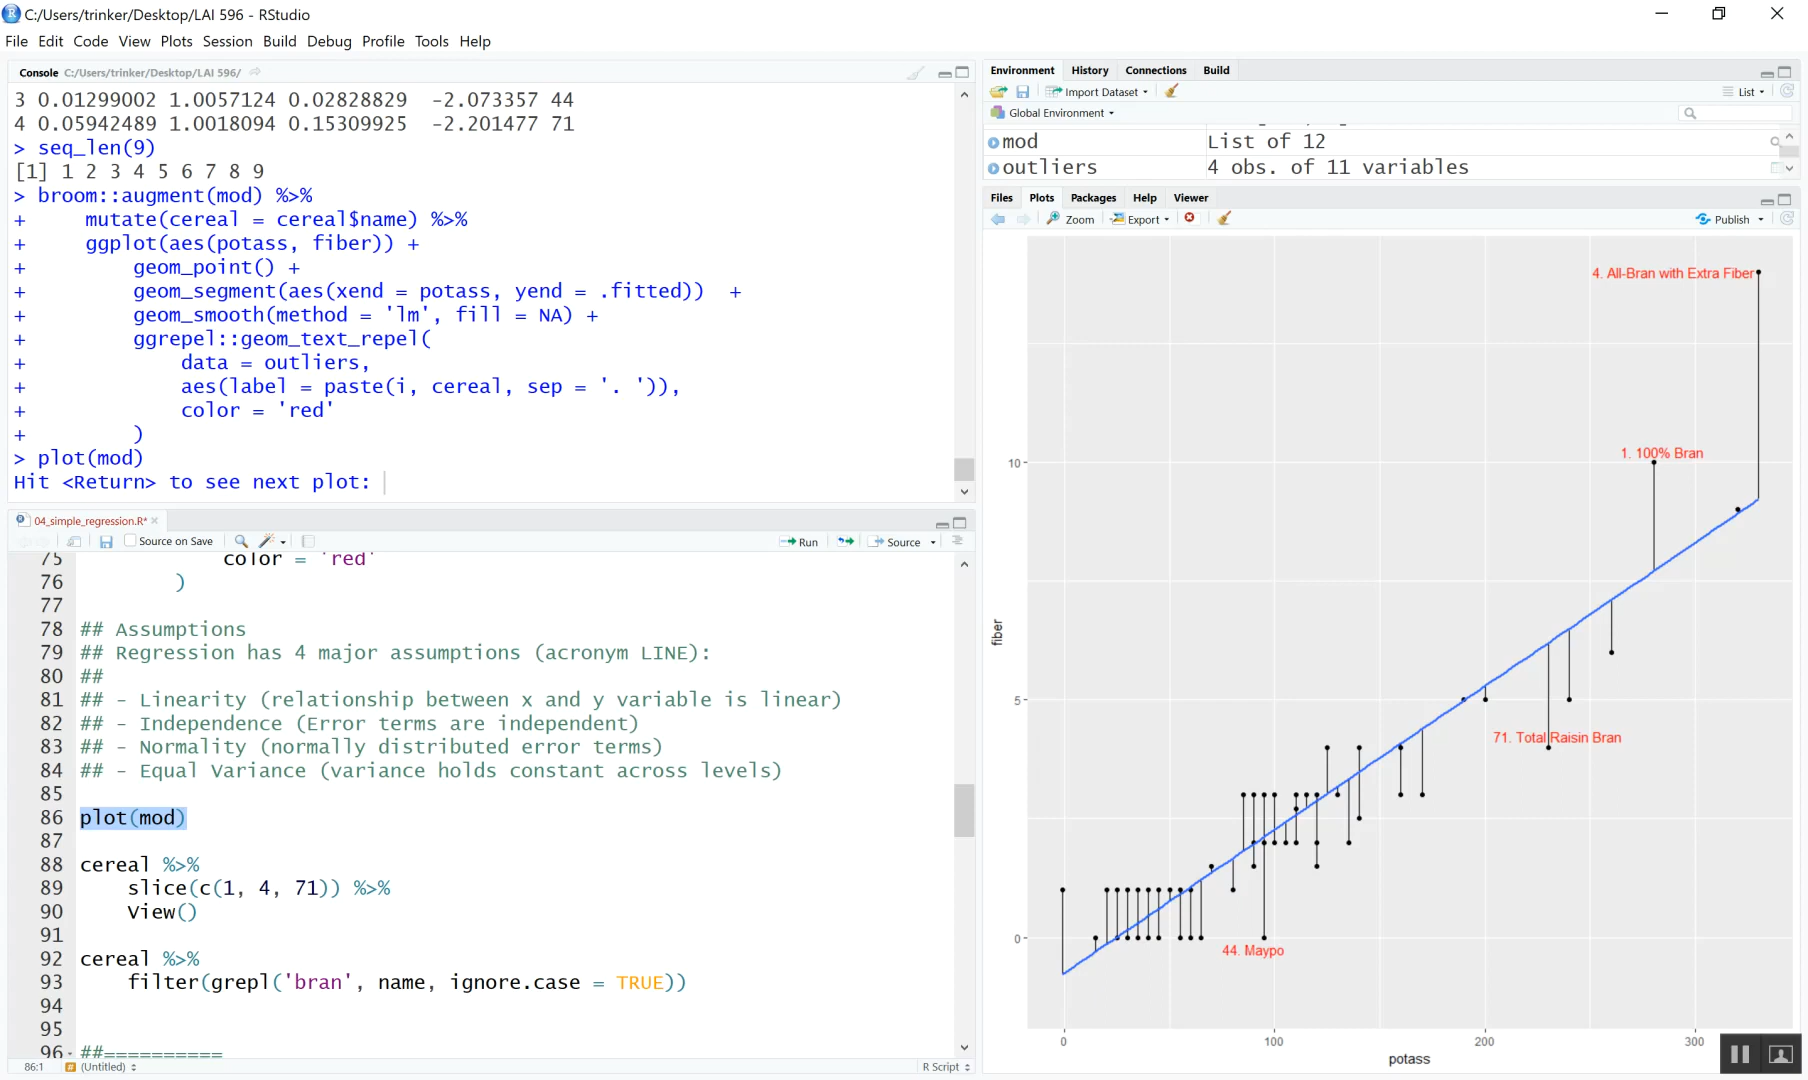 C:/Users/trinker/Desktop/LAI 596 - RStudio
File Edit Code View Plots Session Build Debug Profile Tools Help
Console C:/Users/trinker/Desktop/LAI 596/
3 0.01299002 1.0057124 0.02828829  -2.073357 44
4 0.05942489 1.0018094 0.15309925  -2.201477 71
> seq_len(9)
[1] 1 2 3 4 5 6 7 8 9
> broom::augment(mod) %>%
+     mutate(cereal = cereal$name) %>%
+     ggplot(aes(potass, fiber)) +
+         geom_point() +
+         geom_segment(aes(xend = potass, yend = .fitted))  +
+         geom_smooth(method = 'lm', fill = NA) +
+         ggrepel::geom_text_repel(
+             data = outliers,
+             aes(label = paste(i, cereal, sep = '. ')),
+             color = 'red'
+         )
> plot(mod)
Hit <Return> to see next plot:
04_simple_regression.R*
Source on Save
Run
Source
75             color = 'red'
76         )
77
78 ## Assumptions
79 ## Regression has 4 major assumptions (acronym LINE):
80 ##
81 ## - Linearity (relationship between x and y variable is linear)
82 ## - Independence (Error terms are independent)
83 ## - Normality (normally distributed error terms)
84 ## - Equal Variance (variance holds constant across levels)
85
86 plot(mod)
87
88 cereal %>%
89     slice(c(1, 4, 71)) %>%
90     View()
91
92 cereal %>%
93     filter(grepl('bran', name, ignore.case = TRUE))
94
95
96 ##==========
86:1 # (Untitled) R Script
Environment History Connections Build
Import Dataset List
Global Environment
mod List of 12
outliers 4 obs. of 11 variables
Files Plots Packages Help Viewer
Zoom Export Publish
4. All-Bran with Extra Fiber
1. 100% Bran
10
fiber
5
71. Total Raisin Bran
0
44. Maypo
0 100 200 300
potass